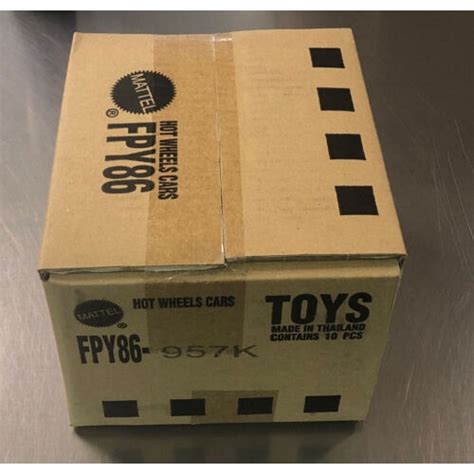 MATTEL
®
HOT WHEELS CARS
FPY86
MATTEL
®
HOT WHEELS CARS
FPY86-957K
TOYS
MADE IN THAILAND
CONTAINS 10 PCS